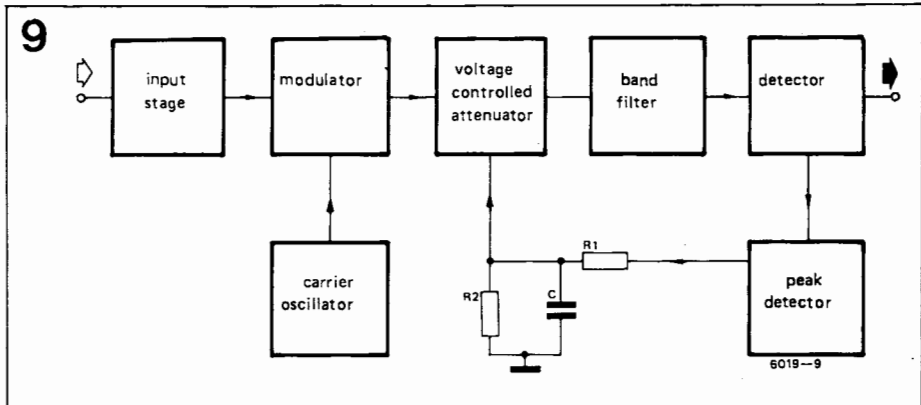 9
input
stage
modulator
voltage
controlled
attenuator
band
filter
detector
carrier
oscillator
R2
C
R1
peak
detector
6019--9